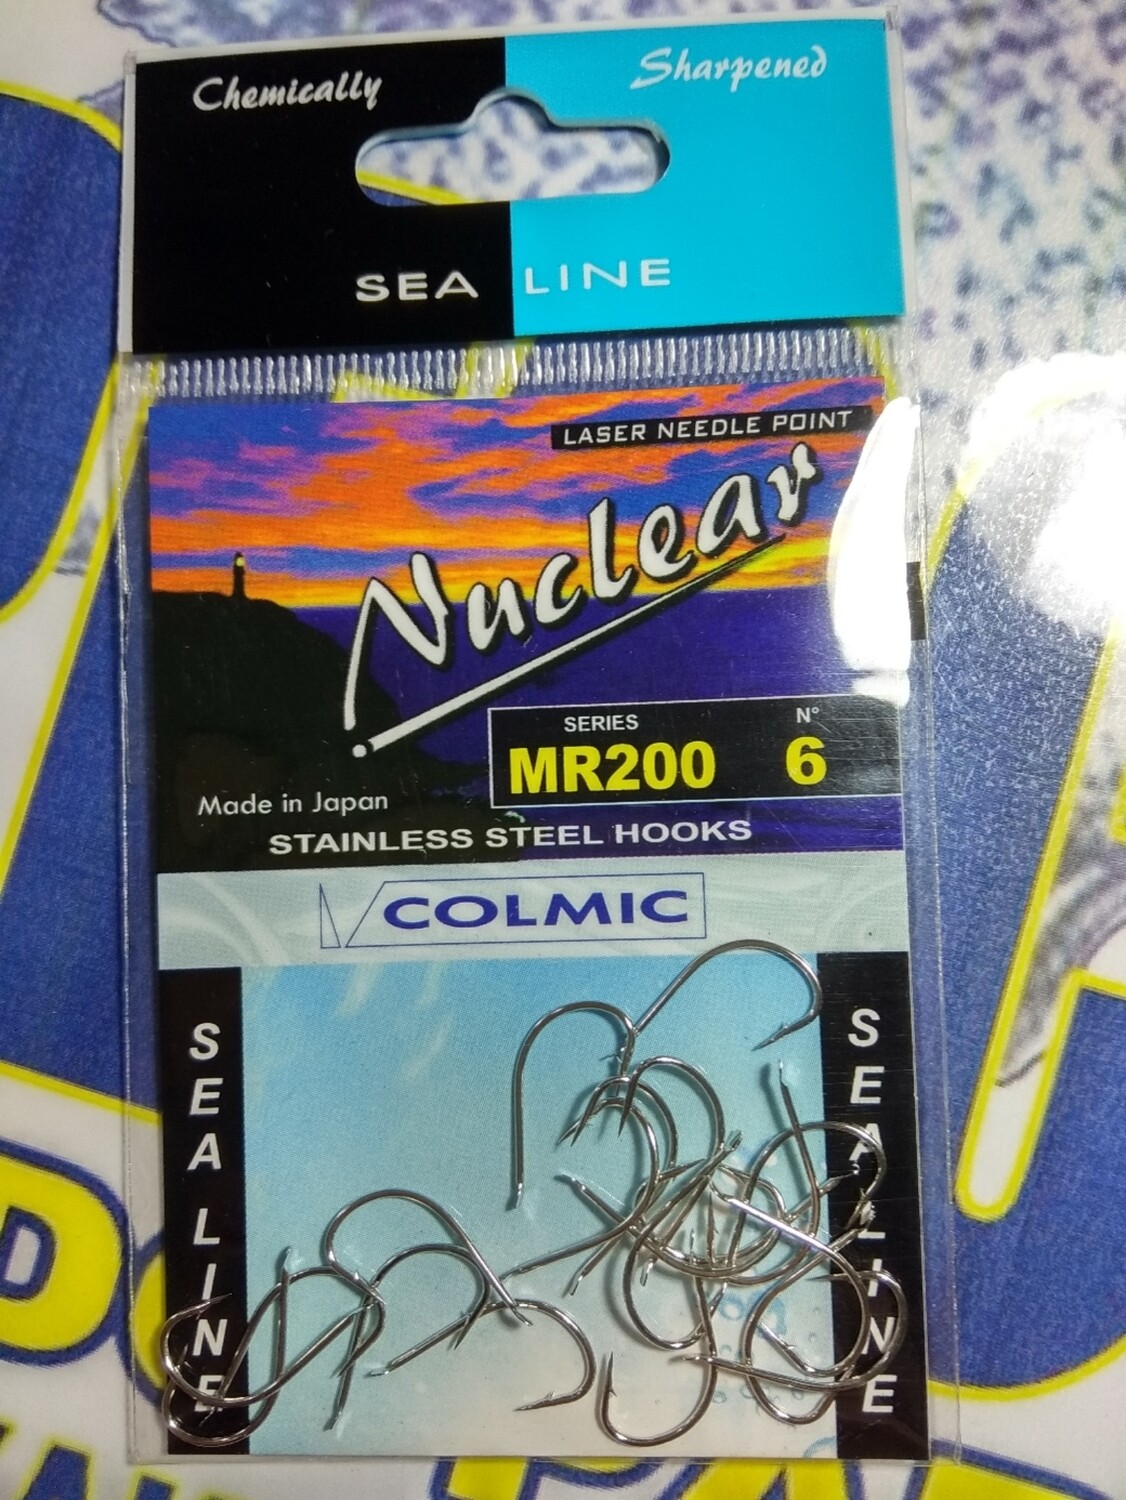 Chemically Sharpened
SEA LINE
LASER NEEDLE POINT
Nuclear
SERIES N°
MR200 6
Made in Japan
STAINLESS STEEL HOOKS
COLMIC
SEA LINE
SEA LINE